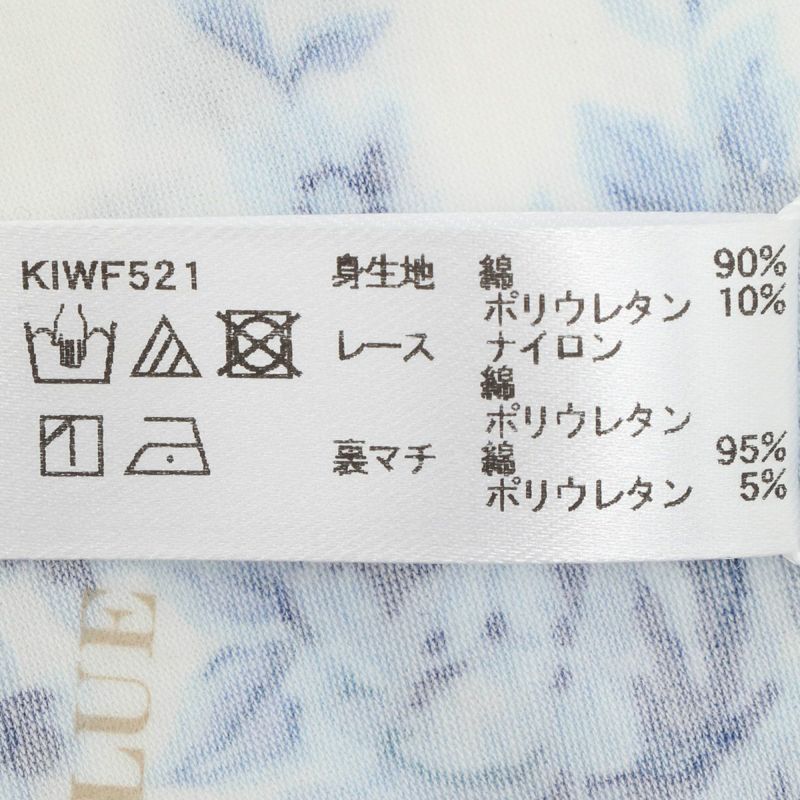 KIWF521 身生地 綿 90%
ポリウレタン 10%
レース ナイロン
綿
ポリウレタン
裏マチ 綿 95%
ポリウレタン 5%
LUE